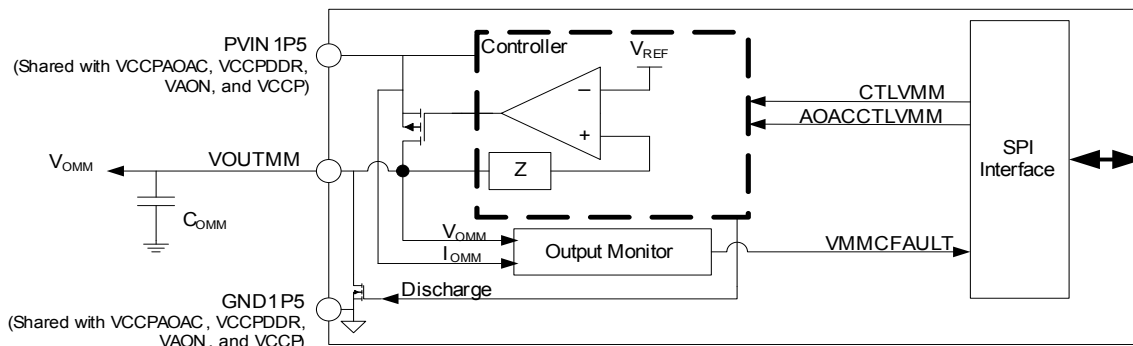 PVIN 1P5
(Shared with VCCPAOAC, VCCPDDR,
VAON, and VCCP)
Controller
VREF
−
+
Z
CTLVMM
AOACCTLVMM
SPI
Interface
VOMM
VOUTMM
COMM
VOMM
IOMM
Output Monitor
VMMCFAULT
Discharge
GND1P5
(Shared with VCCPAOAC, VCCPDDR,
VAON, and VCCP)